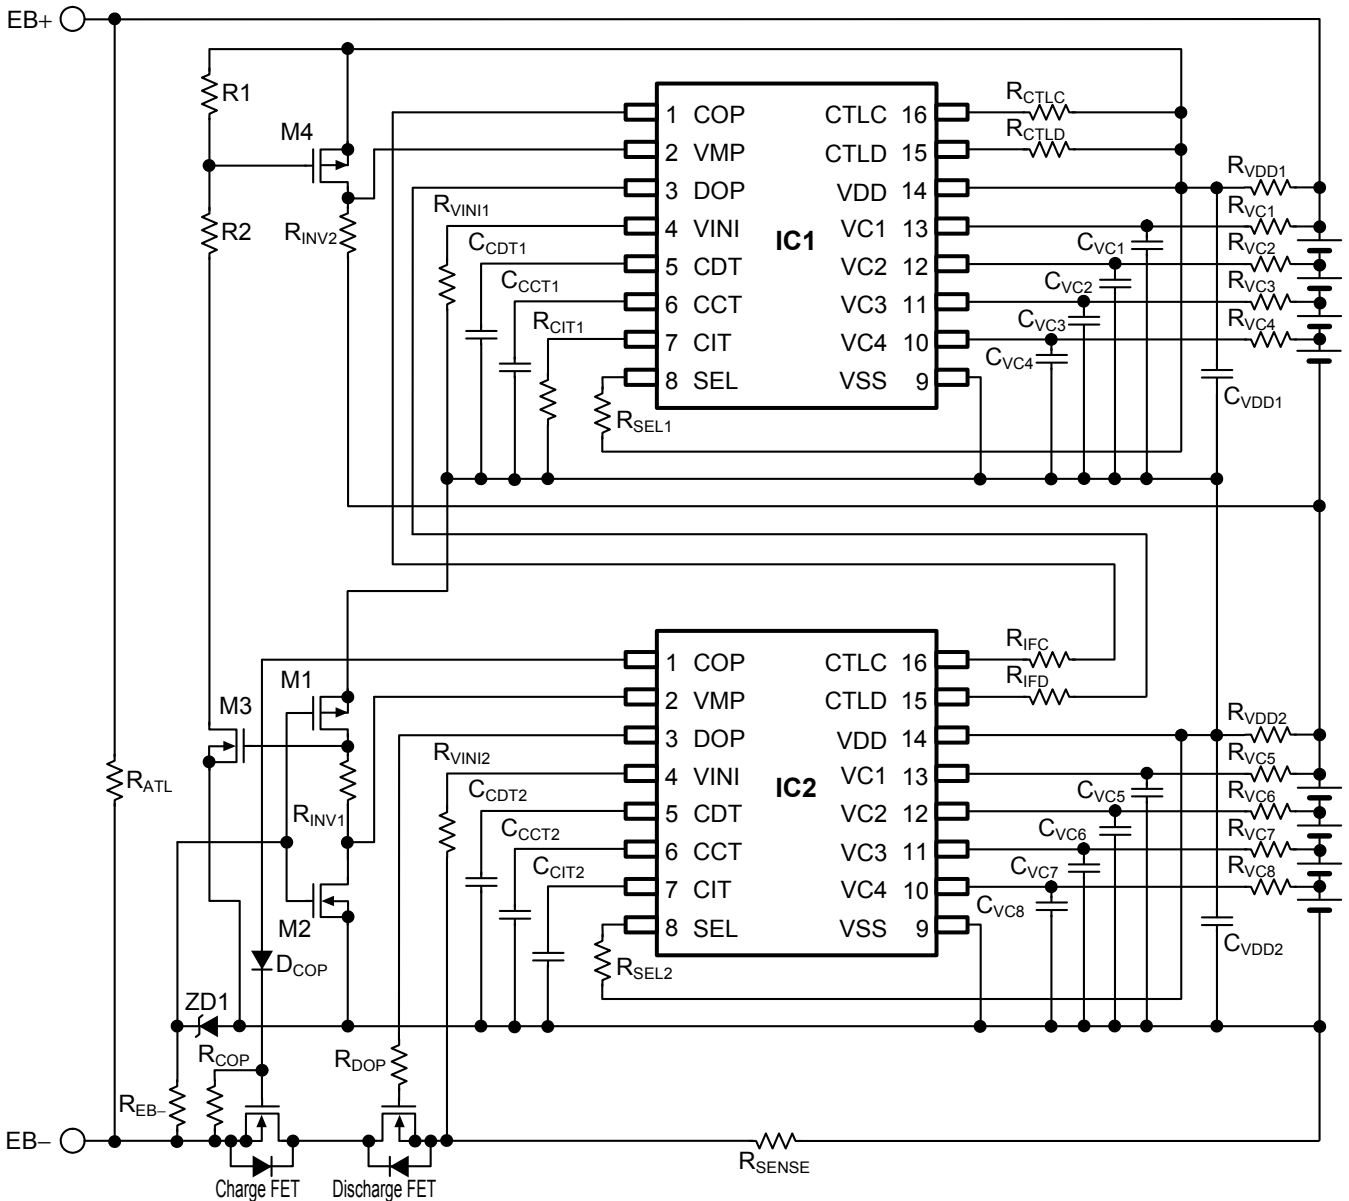 EB+
R1
M4
R2
RINV2
RVINI1
CCDT1
CCCT1
RCIT1
RSEL1
1 COP
2 VMP
3 DOP
4 VINI
5 CDT
6 CCT
7 CIT
8 SEL
IC1
CTLC 16
CTLD 15
VDD 14
VC1 13
VC2 12
VC3 11
VC4 10
VSS 9
RCTLC
RCTLD
RVDD1
RVC1
RVC2
RVC3
RVC4
CVC1
CVC2
CVC3
CVC4
CVDD1
M1
M3
RATL
RINV1
M2
DCOP
ZD1
RCOP
REB−
RDOP
RVINI2
CCDT2
CCCT2
CCIT2
RSEL2
1 COP
2 VMP
3 DOP
4 VINI
5 CDT
6 CCT
7 CIT
8 SEL
IC2
CTLC 16
CTLD 15
VDD 14
VC1 13
VC2 12
VC3 11
VC4 10
VSS 9
RIFC
RIFD
RVDD2
RVC5
RVC6
RVC7
RVC8
CVC5
CVC6
CVC7
CVC8
CVDD2
EB−
Charge FET
Discharge FET
RSENSE